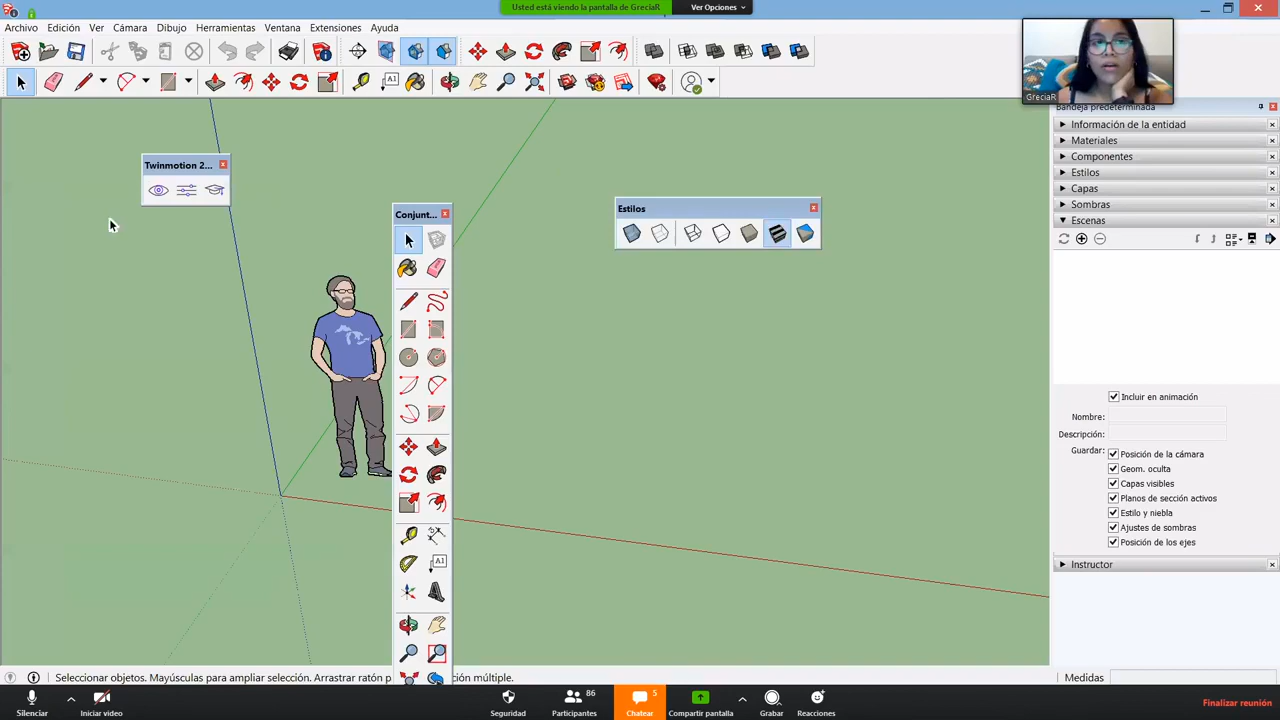 Usted está viendo la pantalla de GreciaR
Ver Opciones
Archivo Edición Ver Cámara Dibujo Herramientas Ventana Extensiones Ayuda
GreciaR
Bandeja predeterminada
Información de la entidad
Materiales
Componentes
Estilos
Capas
Sombras
Escenas
Twinmotion 2...
Conjunt...
Estilos
A1
A1
Incluir en animación
Nombre:
Descripción:
Guardar:
Posición de la cámara
Geom. oculta
Capas visibles
Planos de sección activos
Estilo y niebla
Ajustes de sombras
Posición de los ejes
Instructor
Seleccionar objetos. Mayúsculas para ampliar selección. Arrastrar ratón p
ción múltiple.
Medidas
Silenciar
Iniciar video
Seguridad
Participantes
86
Chatear
5
Compartir pantalla
Grabar
Reacciones
Finalizar reunión